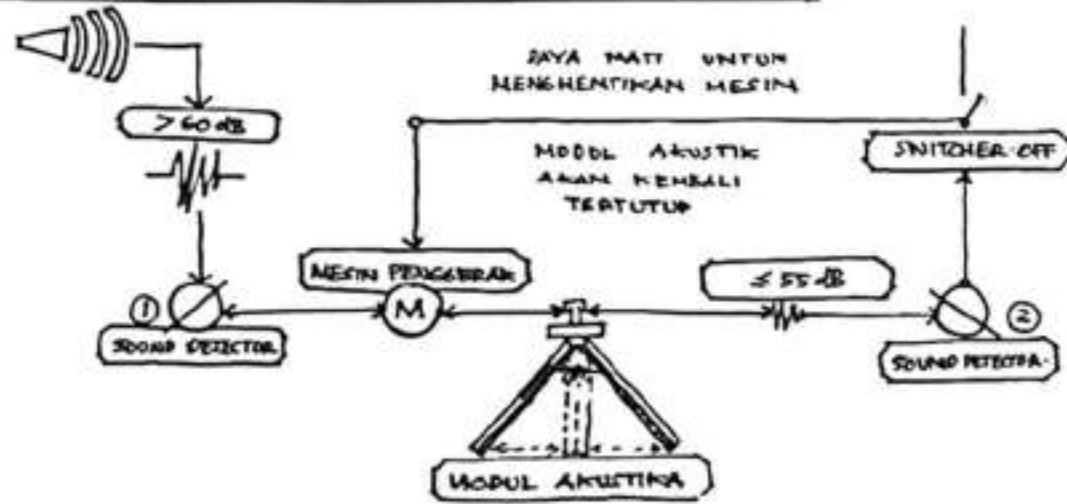 > 60 dB
DAYA MATI UNTUK
MENGHENTIKAN MESIN
SWITCHER-OFF
MODUL AKUSTIK
AKAN KEMBALI
TERTUTUP
MESIN PENGGERAK
≤ 55 dB
1
M
2
SOUND DETECTOR
SOUND DETECTOR.
MODUL AKUSTIKA